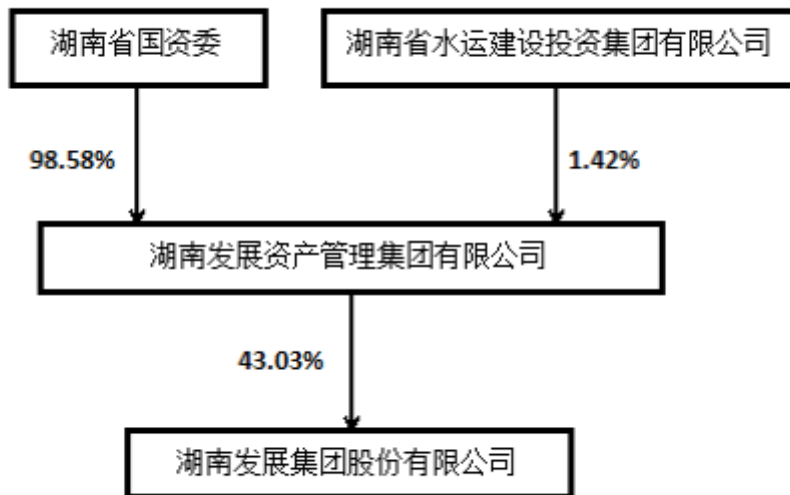 湖南省国资委
湖南省水运建设投资集团有限公司
98.58%
1.42%
湖南发展资产管理集团有限公司
43.03%
湖南发展集团股份有限公司